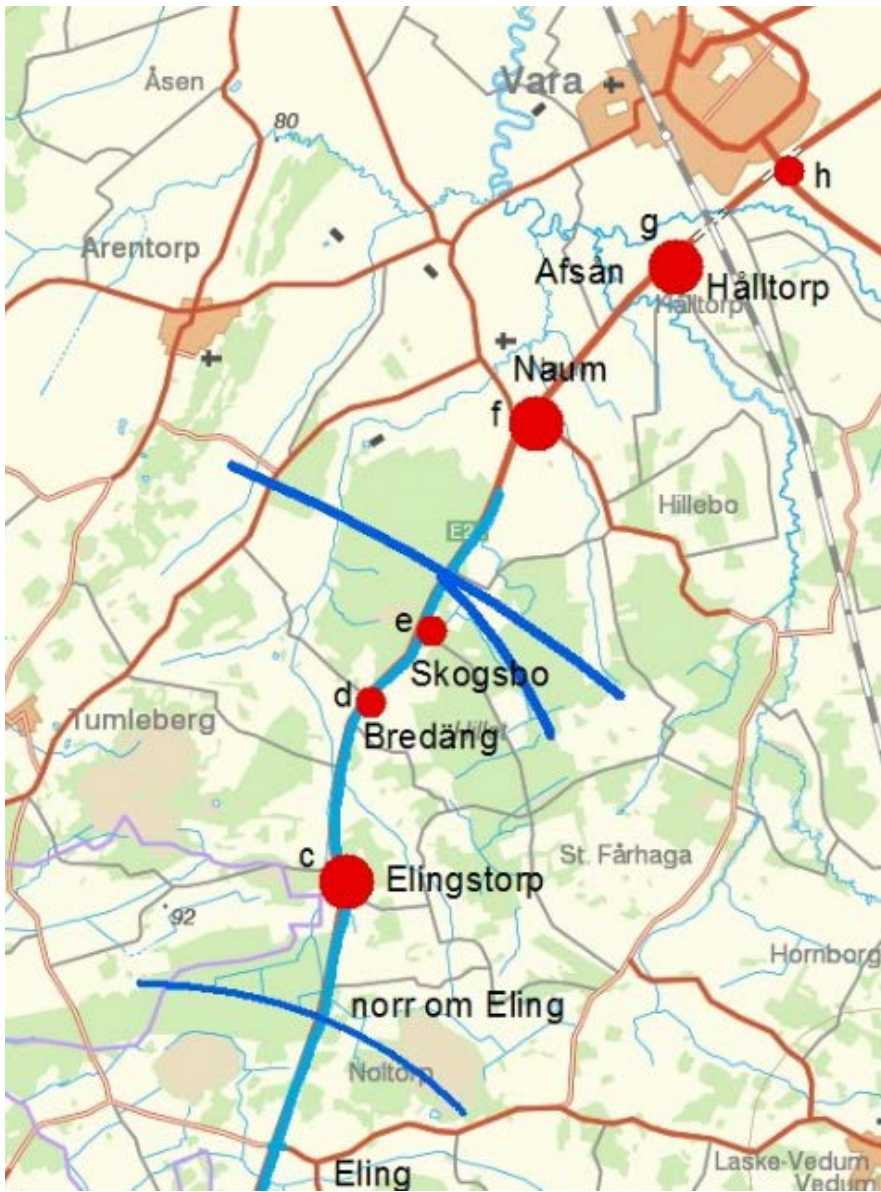 Åsen
Vara
80
h
Arentorp
g
Afsån
Hålltorp
Hålltorp
Naum
f
Hillebo
E2
e
Skogsbo
d
Tumleberg
Bredäng
c
Elingstorp
St. Fårhaga
92
Hornborg
norr om Eling
Noltorp
Eling
Laske-Vedum
Vedum